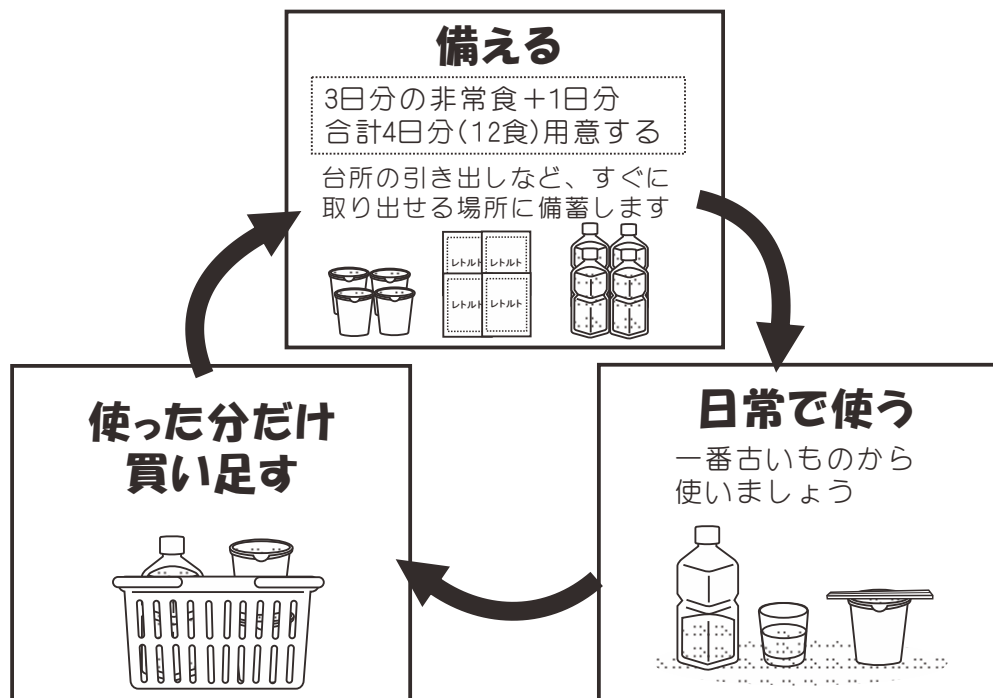 備える
3日分の非常食+1日分
合計4日分(12食)用意する
台所の引き出しなど、すぐに
取り出せる場所に備蓄します
レトルト
レトルト
レトルト
レトルト
使った分だけ
買い足す
日常で使う
一番古いものから
使いましょう